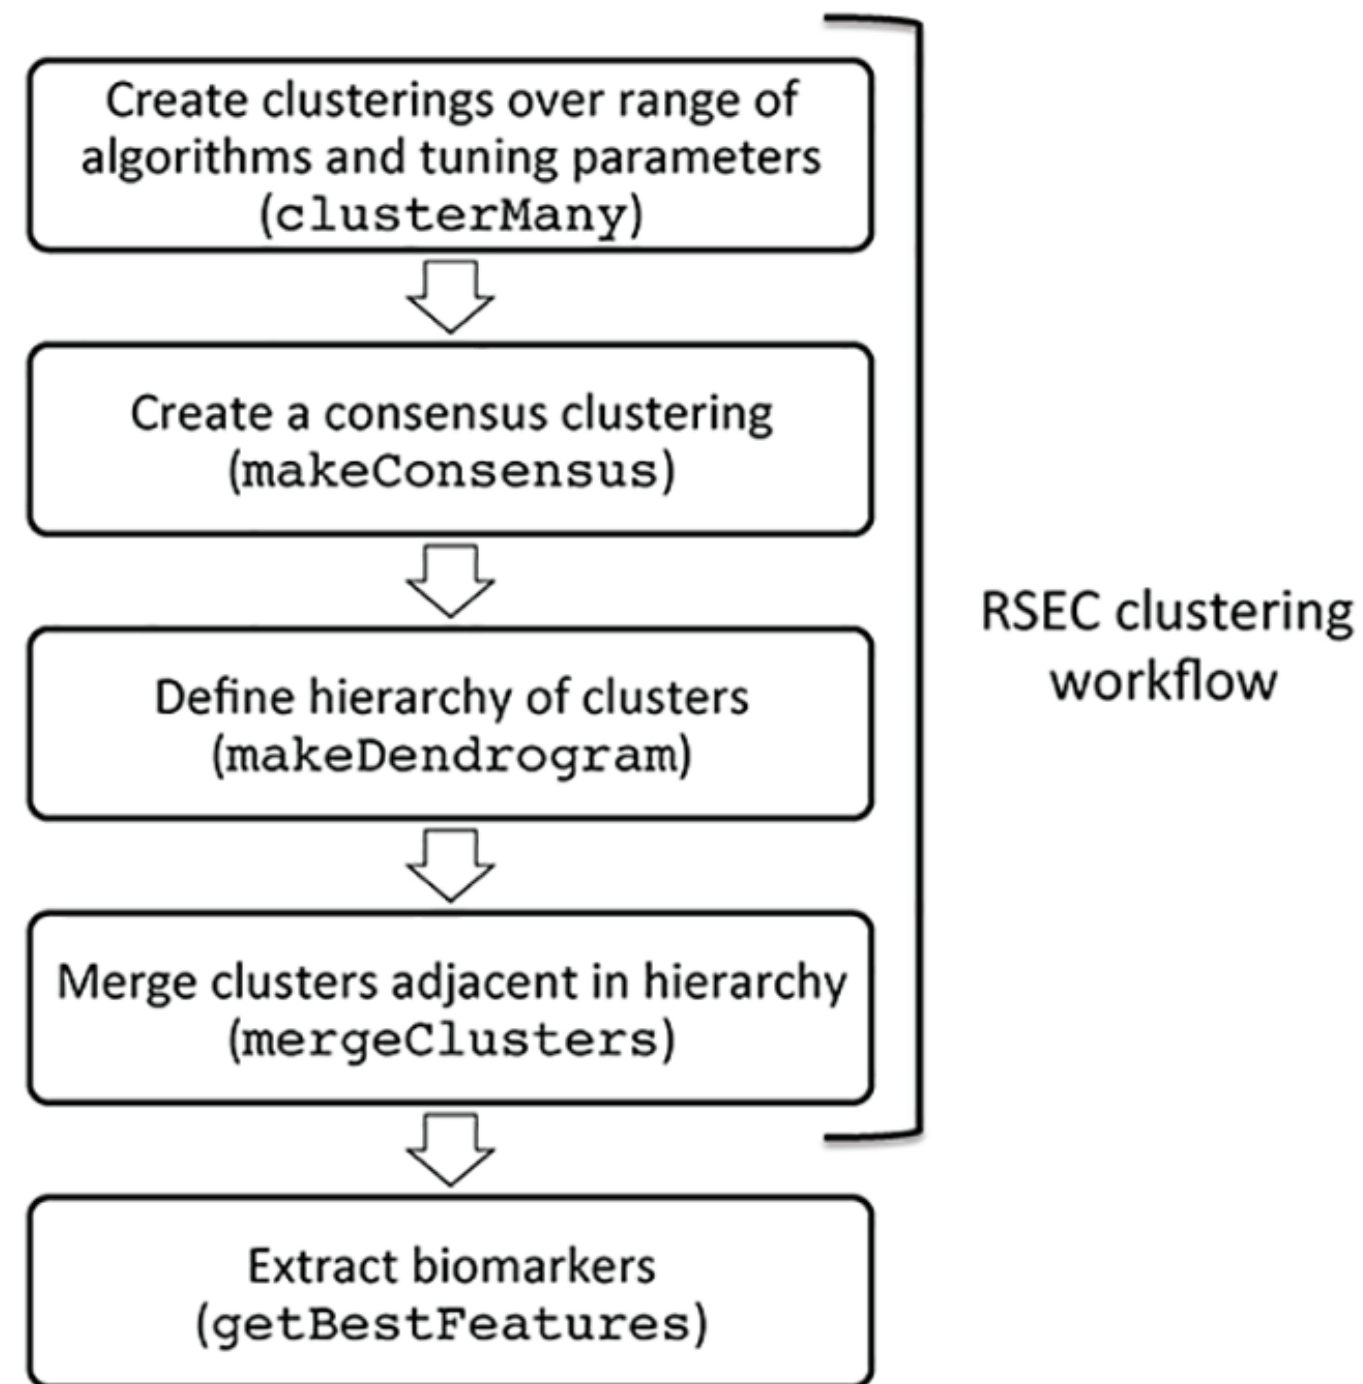 Create clusterings over range of
algorithms and tuning parameters
(clusterMany)
Create a consensus clustering
(makeConsensus)
Define hierarchy of clusters
(makeDendrogram)
Merge clusters adjacent in hierarchy
(mergeClusters)
Extract biomarkers
(getBestFeatures)
RSEC clustering
workflow